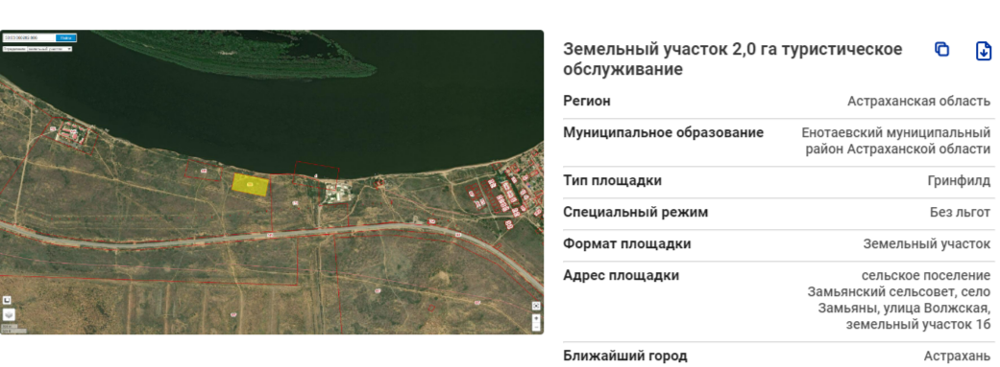 Земельный участок 2,0 га туристическое
обслуживание
Регион Астраханская область
Муниципальное образование Енотаевский муниципальный
район Астраханской области
Тип площадки Гринфилд
Специальный режим Без льгот
Формат площадки Земельный участок
Адрес площадки сельское поселение
Замьянский сельсовет, село
Замьяны, улица Волжская,
земельный участок 16
Ближайший город Астрахань